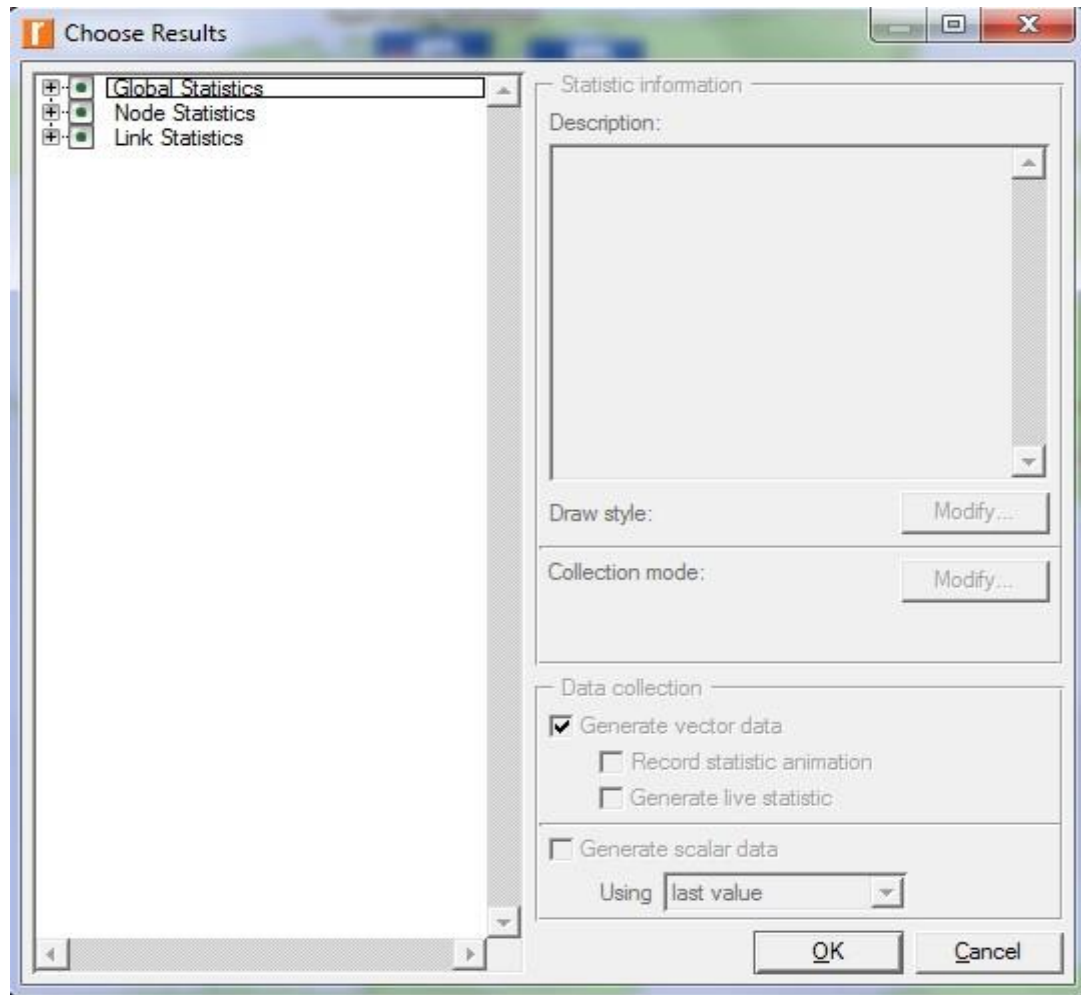 Choose Results
Global Statistics
Node Statistics
Link Statistics
Statistic information
Description:
Draw style:
Modify...
Collection mode:
Modify...
Data collection
Generate vector data
Record statistic animation
Generate live statistic
Generate scalar data
Using last value
OK
Cancel